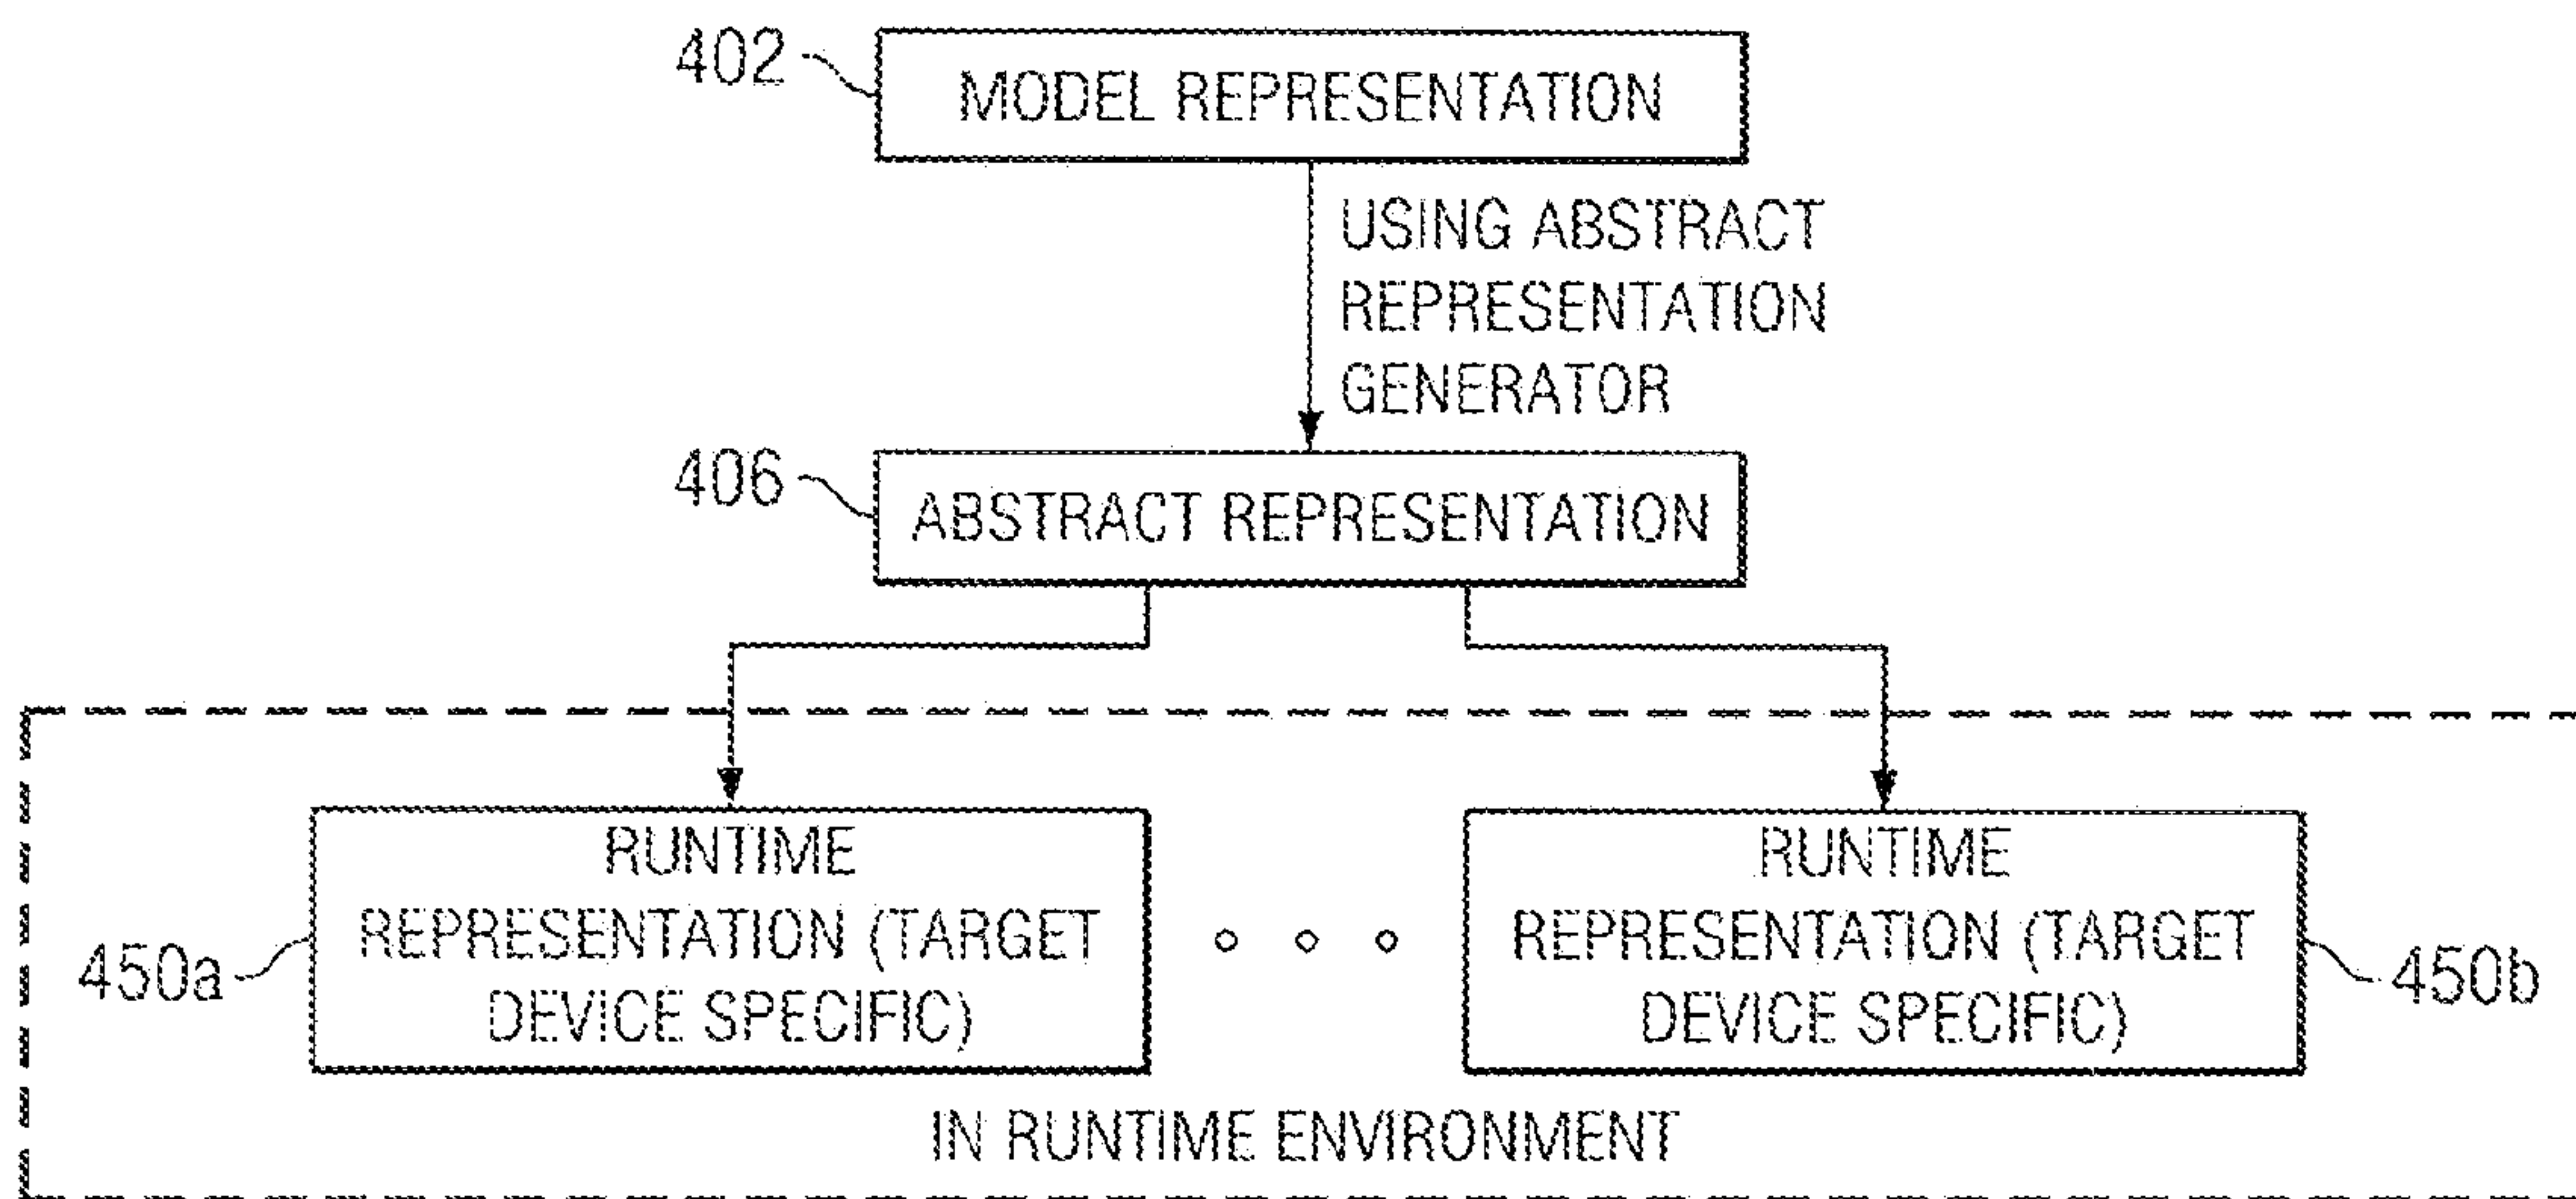 402
MODEL REPRESENTATION
USING ABSTRACT
REPRESENTATION
GENERATOR
406
ABSTRACT REPRESENTATION
450a
RUNTIME
REPRESENTATION (TARGET
DEVICE SPECIFIC)
RUNTIME
REPRESENTATION (TARGET
DEVICE SPECIFIC)
450b
IN RUNTIME ENVIRONMENT